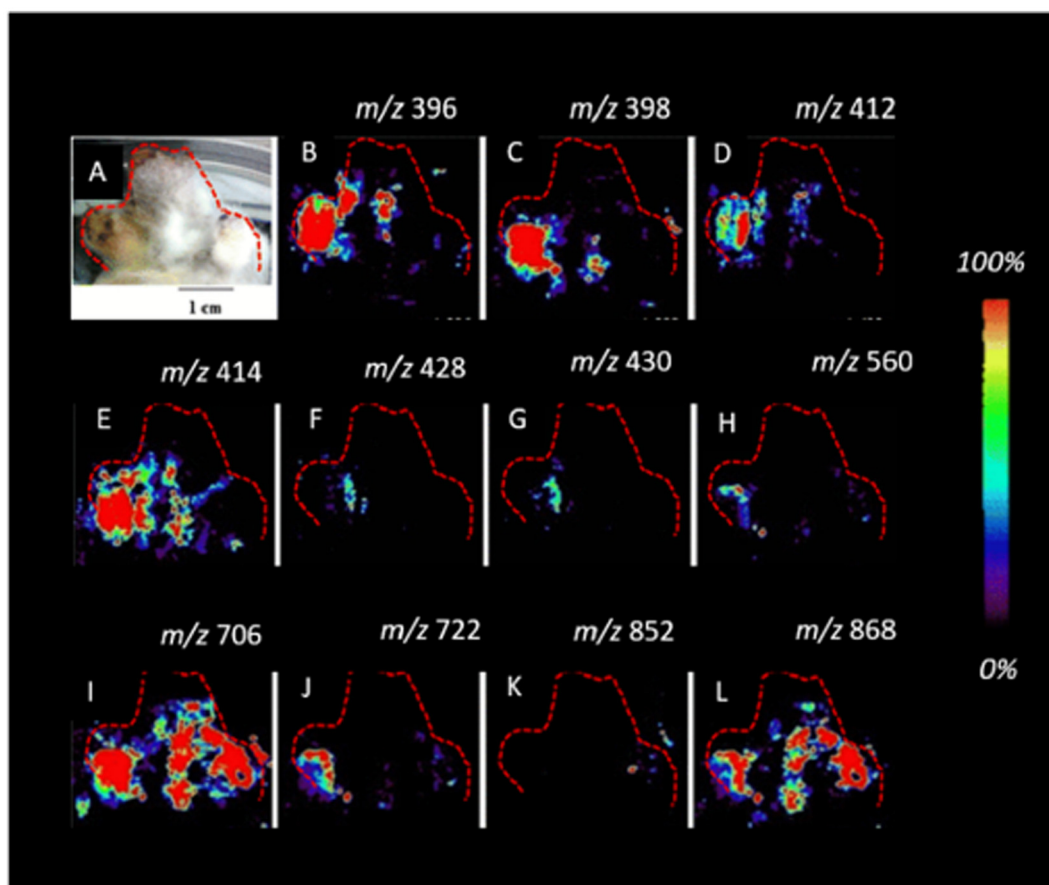 m/z 396 m/z 398 m/z 412
A B C D
1 cm
100%
m/z 414 m/z 428 m/z 430 m/z 560
E F G H
m/z 706 m/z 722 m/z 852 m/z 868
0%
I J K L